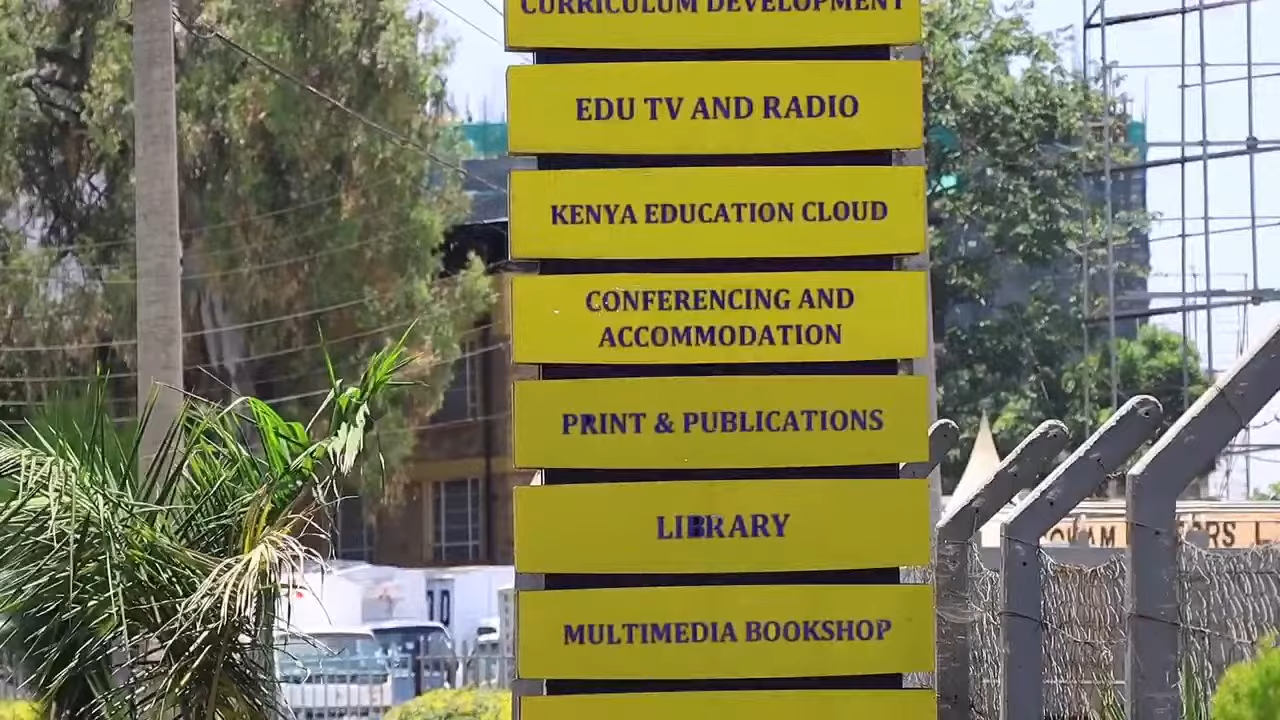 CURRICULUM DEVELOPMENT
EDU TV AND RADIO
KENYA EDUCATION CLOUD
CONFERENCING AND
ACCOMMODATION
PRINT & PUBLICATIONS
LIBRARY
MULTIMEDIA BOOKSHOP